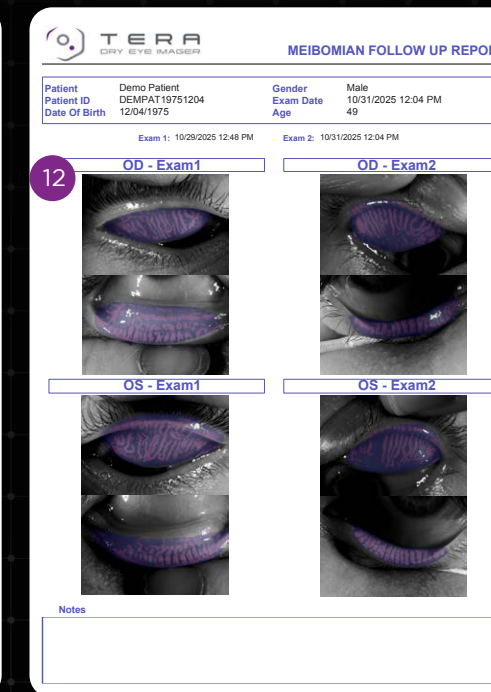 TERA
DRY EYE IMAGER
MEIBOMIAN FOLLOW UP REPOR
Patient Demo Patient Gender Male
Patient ID DEMPAT19751204 Exam Date 10/31/2025 12:04 PM
Date Of Birth 12/04/1975 Age 49
Exam 1: 10/29/2025 12:48 PM Exam 2: 10/31/2025 12:04 PM
12
OD - Exam1 OD - Exam2
OS - Exam1 OS - Exam2
Notes